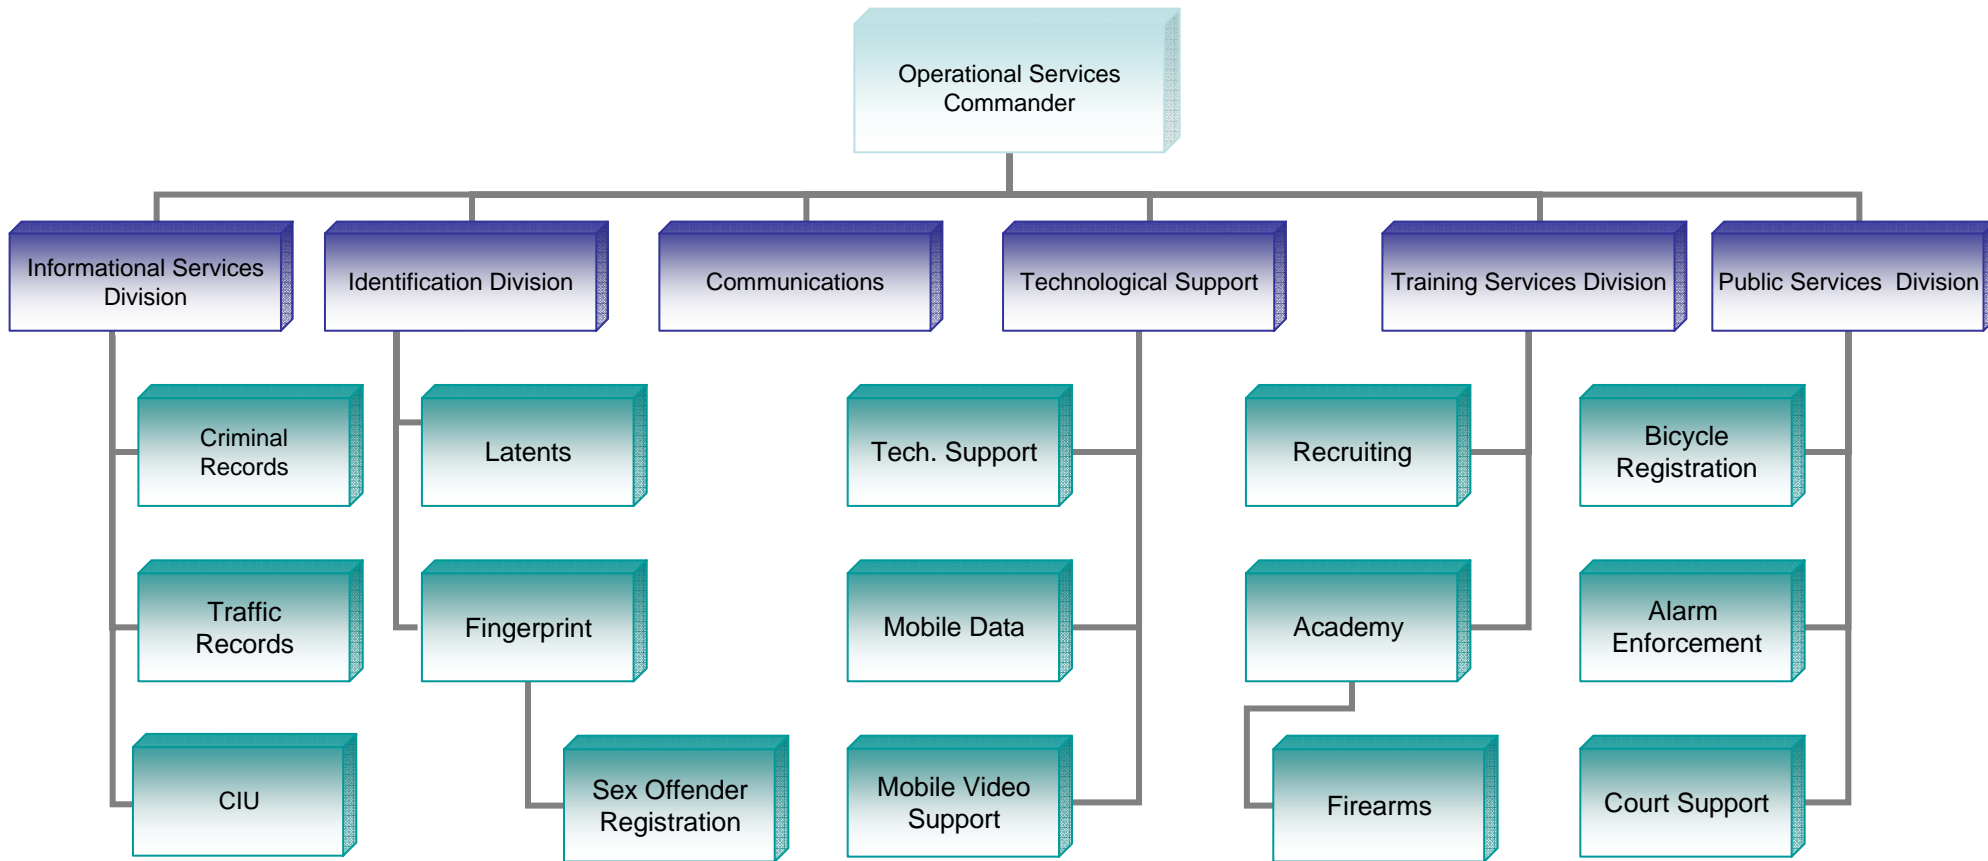 Operational Services
Commander
Informational Services
Division
Identification Division
Communications
Technological Support
Training Services Division
Public Services  Division
Criminal
Records
Latents
Tech. Support
Recruiting
Bicycle
Registration
Traffic
Records
Fingerprint
Mobile Data
Academy
Alarm
Enforcement
CIU
Sex Offender
Registration
Mobile Video
Support
Firearms
Court Support